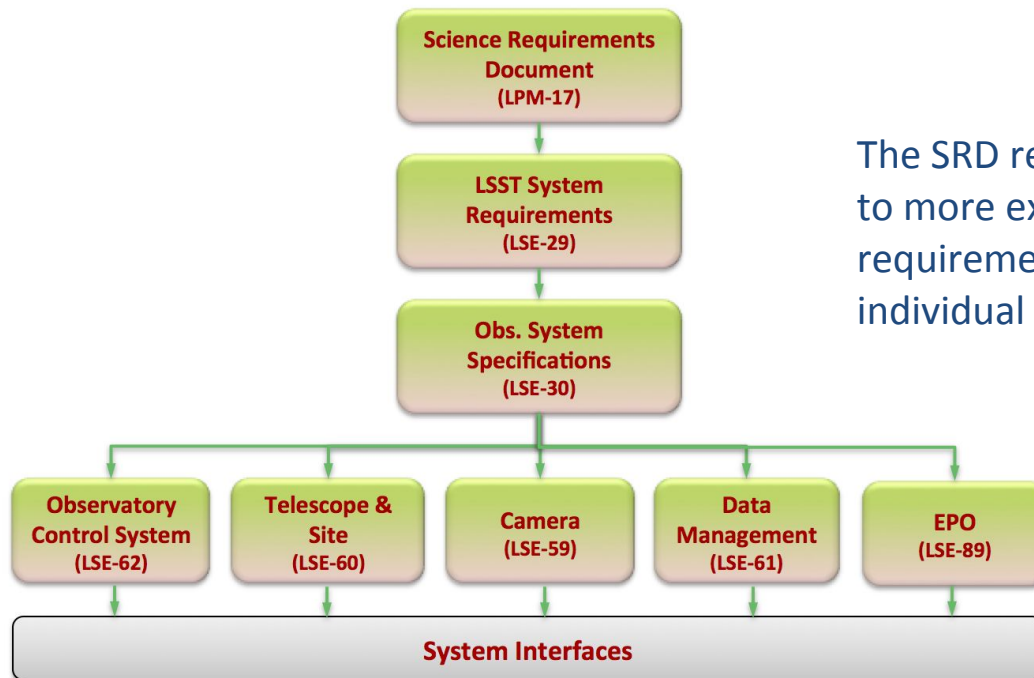 Science Requirements
Document
(LPM-17)
LSST System
Requirements
(LSE-29)
Obs. System
Specifications
(LSE-30)
The SRD re
to more ex
requireme
individual
Observatory
Control System
(LSE-62)
Telescope &
Site
(LSE-60)
Camera
(LSE-59)
Data
Management
(LSE-61)
EPO
(LSE-89)
System Interfaces